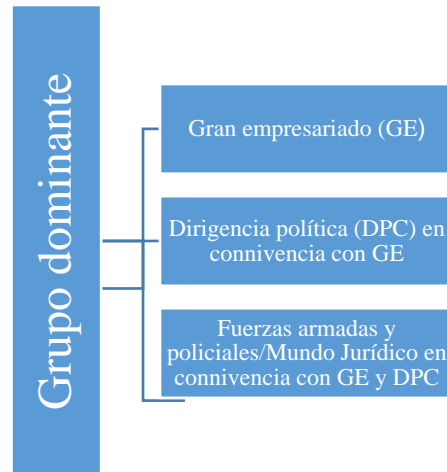 Grupo dominante
Gran empresariado (GE)
Dirigencia política (DPC) en
connivencia con GE
Fuerzas armadas y
policiales/Mundo Jurídico en
connivencia con GE y DPC